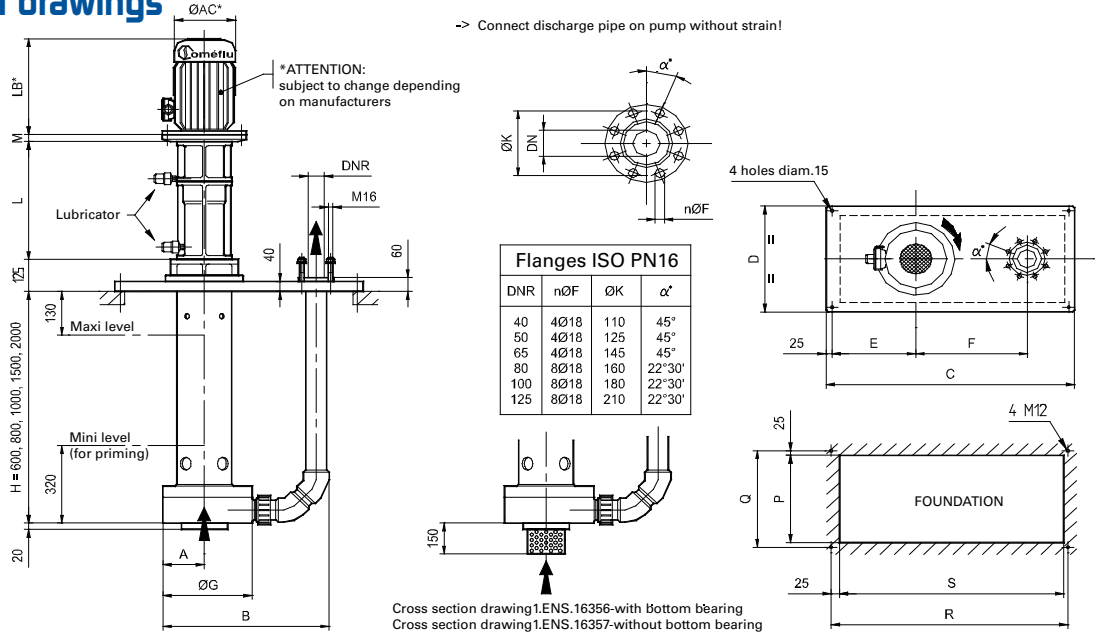 drawings
ØAC*
-> Connect discharge pipe on pump without strain!
Coméflu
*ATTENTION:
subject to change depending
on manufacturers
LB*
M
L
Lubricator
125
DNR
M16
40
60
130
Maxi level
H = 600, 800, 1000, 1500, 2000
Mini level
(for priming)
320
20
A
ØG
B
α°
ØK
DN
nØF
Flanges ISO PN16
DNR nØF ØK α°
40 4Ø18 110 45°
50 4Ø18 125 45°
65 4Ø18 145 45°
80 8Ø18 160 22°30'
100 8Ø18 180 22°30'
125 8Ø18 210 22°30'
150
Cross section drawing1.ENS.16356-with bottom bearing
Cross section drawing1.ENS.16357-without bottom bearing
4 holes diam.15
D
=
=
α°
25
E
F
C
4 M12
25
Q
P
FOUNDATION
25
S
R